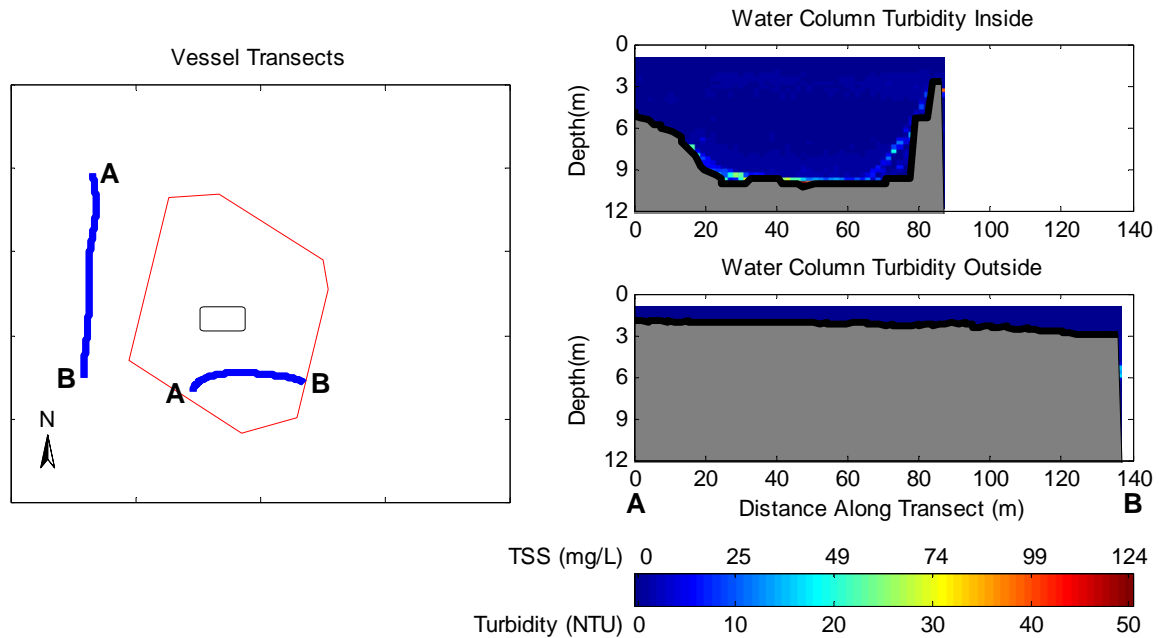 Vessel Transects
A
B
A
B
N
Water Column Turbidity Inside
Depth(m)
0
3
6
9
12
0 20 40 60 80 100 120 140
Water Column Turbidity Outside
Depth(m)
0
3
6
9
12
0 20 40 60 80 100 120 140
A Distance Along Transect (m) B
TSS (mg/L) 0 25 49 74 99 124
Turbidity (NTU) 0 10 20 30 40 50